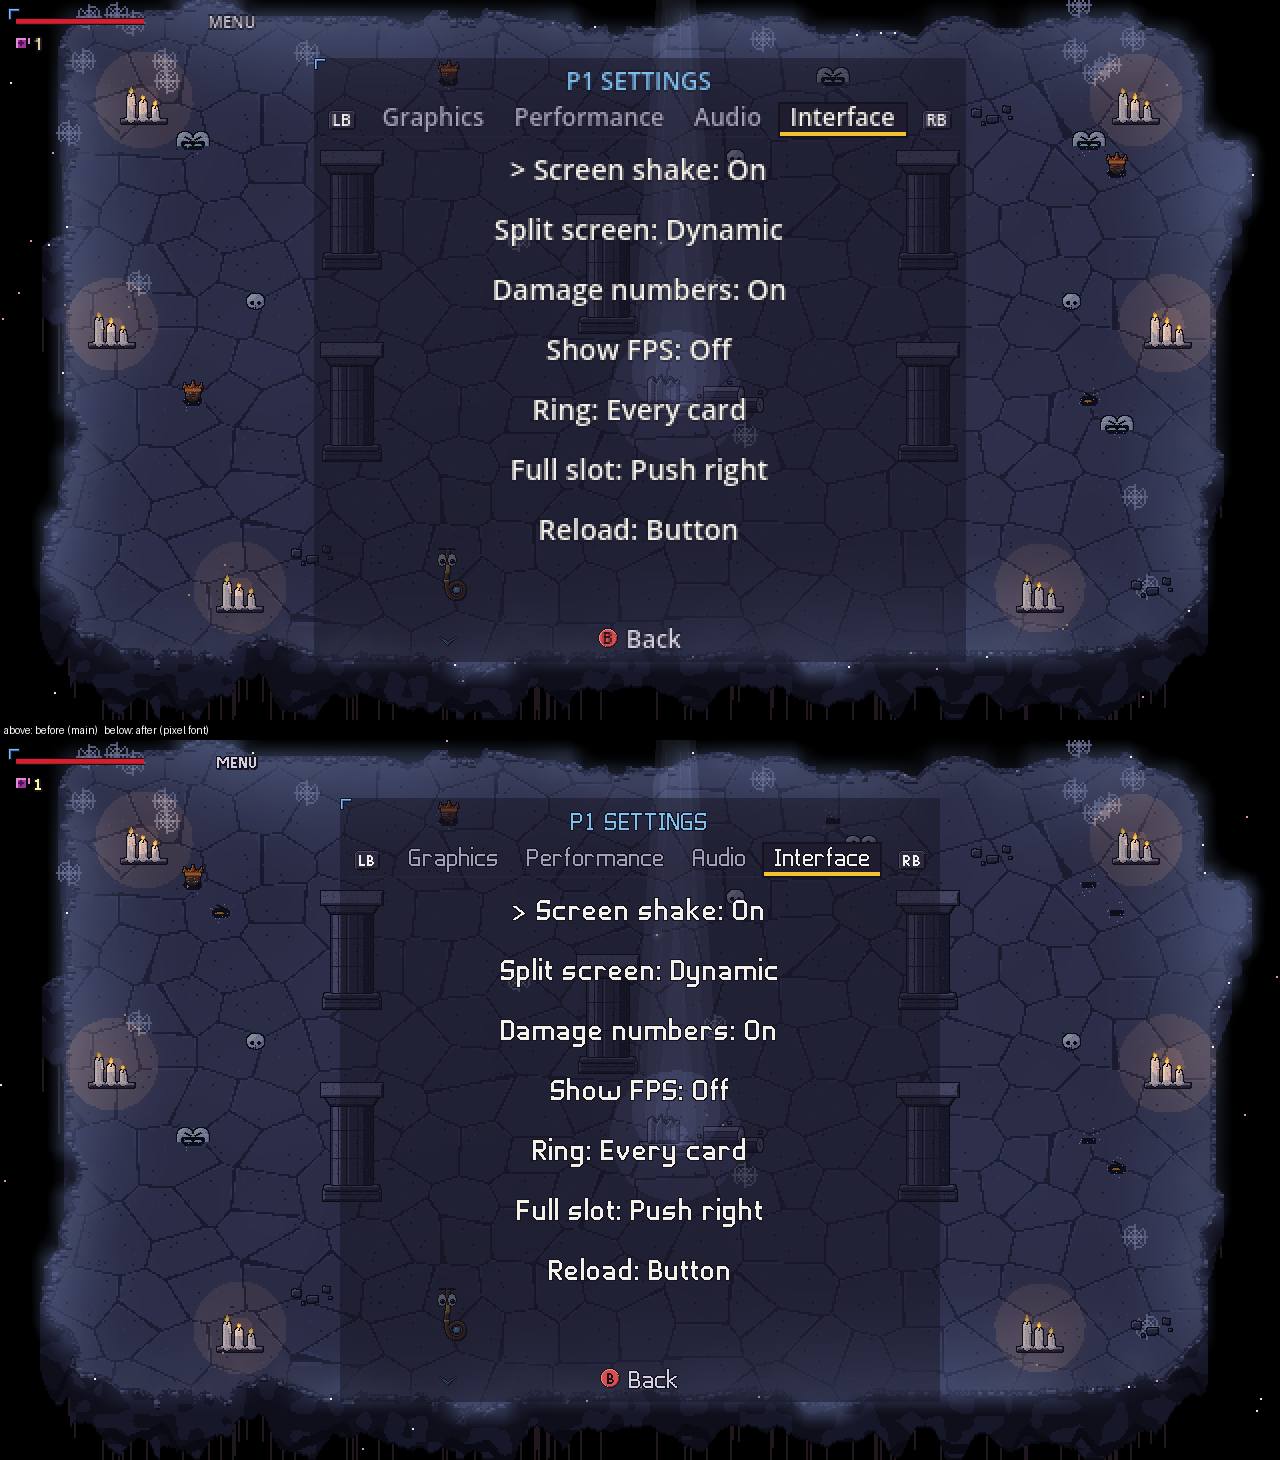 MENU
1
P1 SETTINGS
LB Graphics Performance Audio Interface RB
> Screen shake: On
Split screen: Dynamic
Damage numbers: On
Show FPS: Off
Ring: Every card
Full slot: Push right
Reload: Button
B Back
above: before (main) below: after (pixel font)
MENU
1
P1 SETTINGS
LB Graphics Performance Audio Interface RB
> Screen shake: On
Split screen: Dynamic
Damage numbers: On
Show FPS: Off
Ring: Every card
Full slot: Push right
Reload: Button
B Back